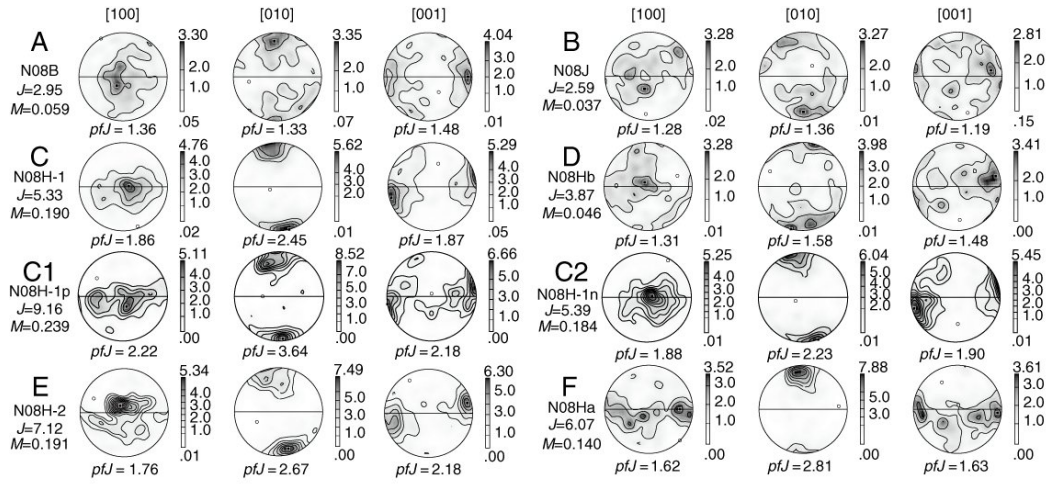 [100] [010] [001] [100] [010] [001]
A 3.30 3.35 4.04 B 3.28 3.27 2.81
N08B 2.0 2.0 3.0 N08J 2.0 2.0 2.0
J=2.95 2.0 J=2.59
M=0.059 1.0 1.0 1.0 M=0.037 1.0 1.0 1.0
.05 .07 .01 .02 .01 .15
pfJ = 1.36 pfJ = 1.33 pfJ = 1.48 pfJ = 1.28 pfJ = 1.36 pfJ = 1.19
C 4.76 5.62 5.29 D 3.28 3.98 3.41
N08H-1 4.0 4.0 4.0 N08Hb 3.0
J=5.33 3.0 3.0 3.0 J=3.87 2.0 2.0 2.0
M=0.190 2.0 2.0 M=0.046
1.0 1.0 1.0 1.0 1.0 1.0
.02 .01 .05 .01 .01 .00
pfJ = 1.86 pfJ = 2.45 pfJ = 1.87 pfJ = 1.31 pfJ = 1.58 pfJ = 1.48
C1 5.11 8.52 6.66 C2 5.25 6.04 5.45
N08H-1p 4.0 7.0 5.0 N08H-1n 4.0 5.0 4.0
J=9.16 3.0 5.0 J=5.39 3.0 4.0 3.0
M=0.239 2.0 3.0 3.0 M=0.184 2.0 3.0 2.0
1.0 1.0 1.0 1.0 2.0 1.0
.00 .00 .00 .01 .01 .01
pfJ = 2.22 pfJ = 3.64 pfJ = 2.18 pfJ = 1.88 pfJ = 2.23 pfJ = 1.90
E 5.34 7.49 6.30 F 3.52 7.88 3.61
N08H-2 4.0 5.0 5.0 N08Ha 3.0 5.0 3.0
J=7.12 3.0 3.0 3.0 J=6.07 2.0 3.0 2.0
M=0.191 2.0 M=0.140
1.0 1.0 1.0 1.0 1.0
.01 .00 .00 .00 .00 .00
pfJ = 1.76 pfJ = 2.67 pfJ = 2.18 pfJ = 1.62 pfJ = 2.81 pfJ = 1.63